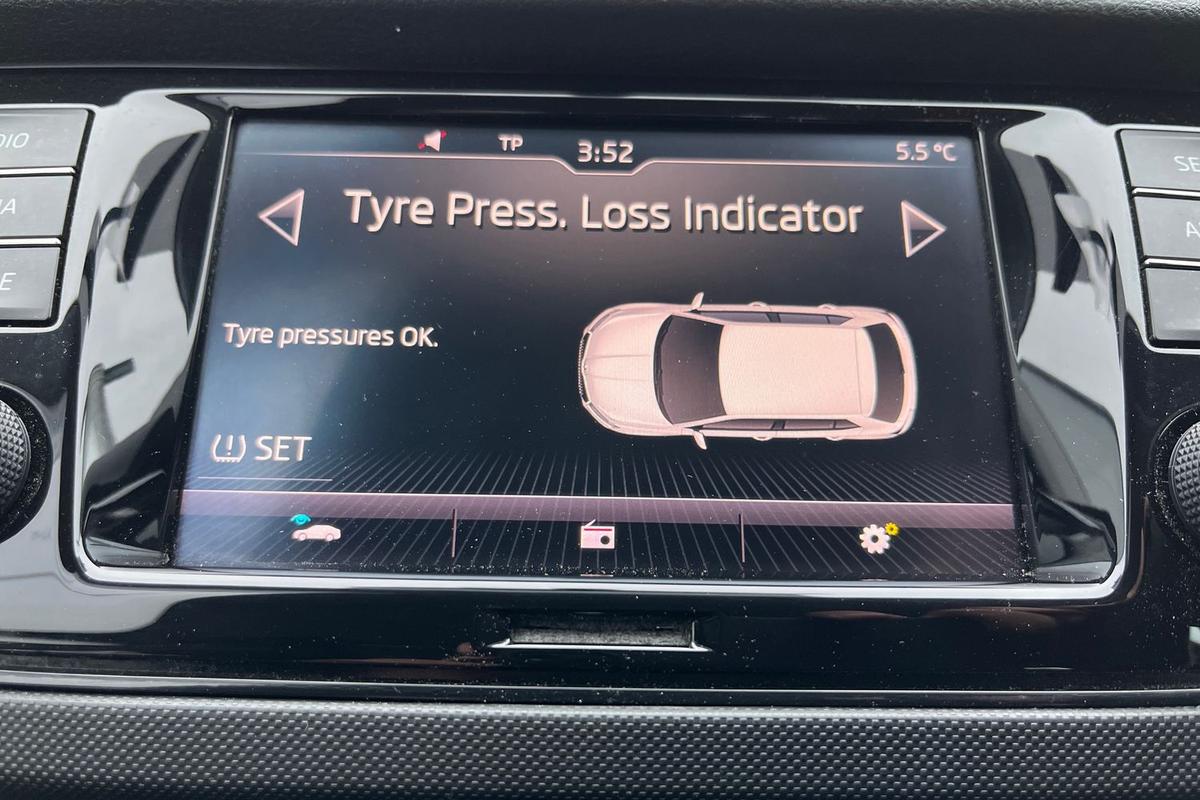 TP
3:52
5.5°C
Tyre Press. Loss Indicator
Tyre pressures OK.
SET